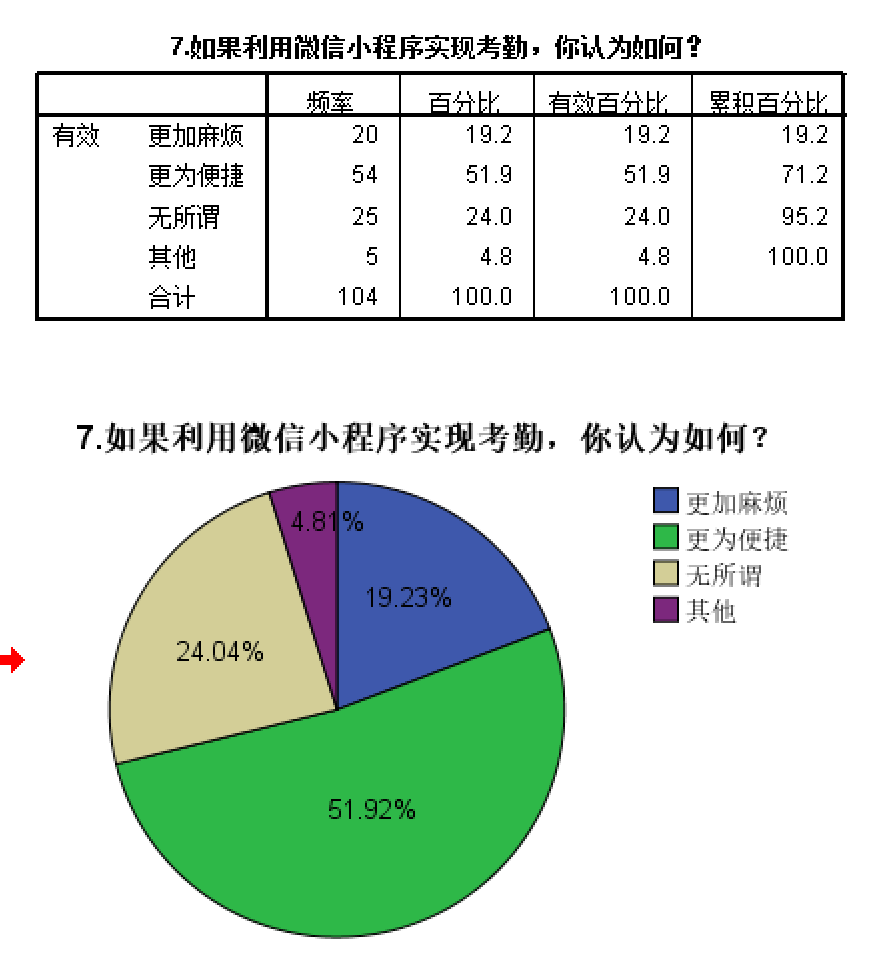 7.如果利用微信小程序实现考勤，你认为如何？
频率 百分比 有效百分比 累积百分比
有效 更加麻烦 20 19.2 19.2 19.2
更为便捷 54 51.9 51.9 71.2
无所谓 25 24.0 24.0 95.2
其他 5 4.8 4.8 100.0
合计 104 100.0 100.0
7.如果利用微信小程序实现考勤，你认为如何？
更加麻烦
更为便捷
无所谓
其他
4.81%
19.23%
24.04%
51.92%